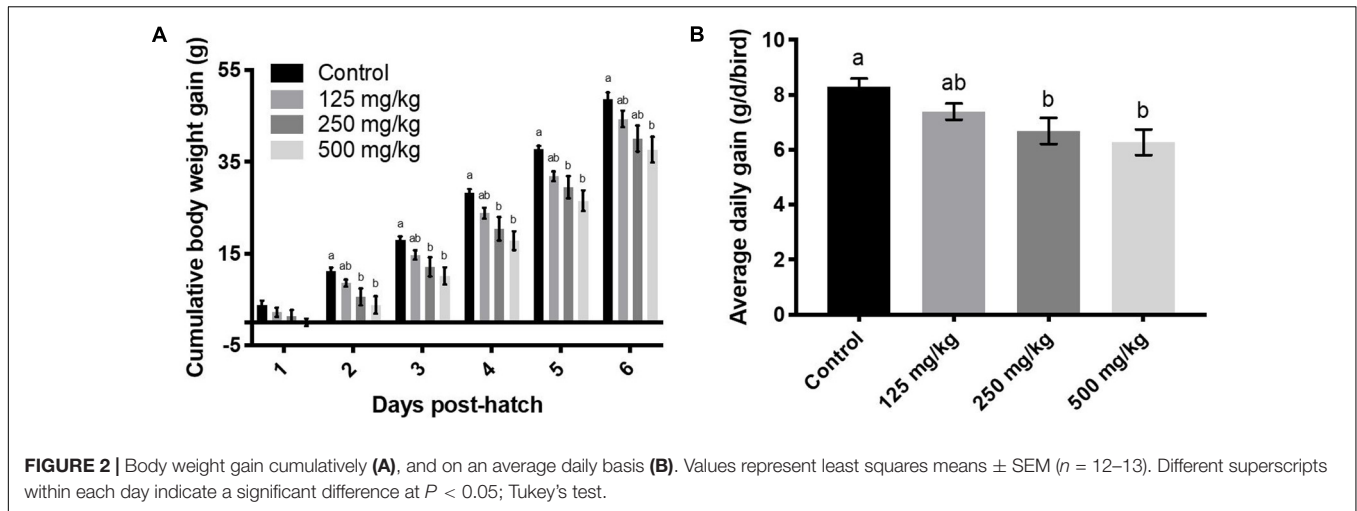 A
Cumulative body weight gain (g)
55
35
15
-5
Control
125 mg/kg
250 mg/kg
500 mg/kg
a ab b b
a ab b b
a ab b b
a ab b b
a ab ab b
1 2 3 4 5 6
Days post-hatch
B
Average daily gain (g/d/bird)
10
8
6
4
2
0
a ab b b
Control 125 mg/kg 250 mg/kg 500 mg/kg
FIGURE 2 | Body weight gain cumulatively (A), and on an average daily basis (B). Values represent least squares means ± SEM (n = 12–13). Different superscripts
within each day indicate a significant difference at P < 0.05; Tukey's test.